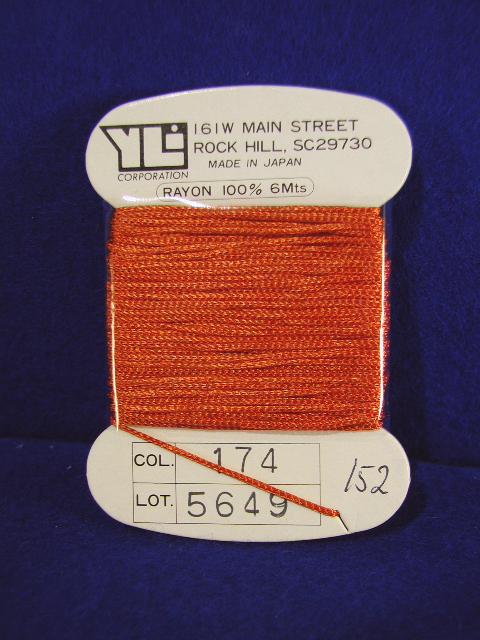 YLI
CORPORATION
161W MAIN STREET
ROCK HILL, SC29730
MADE IN JAPAN
RAYON 100% 6Mts
COL. 174
LOT. 5649
152